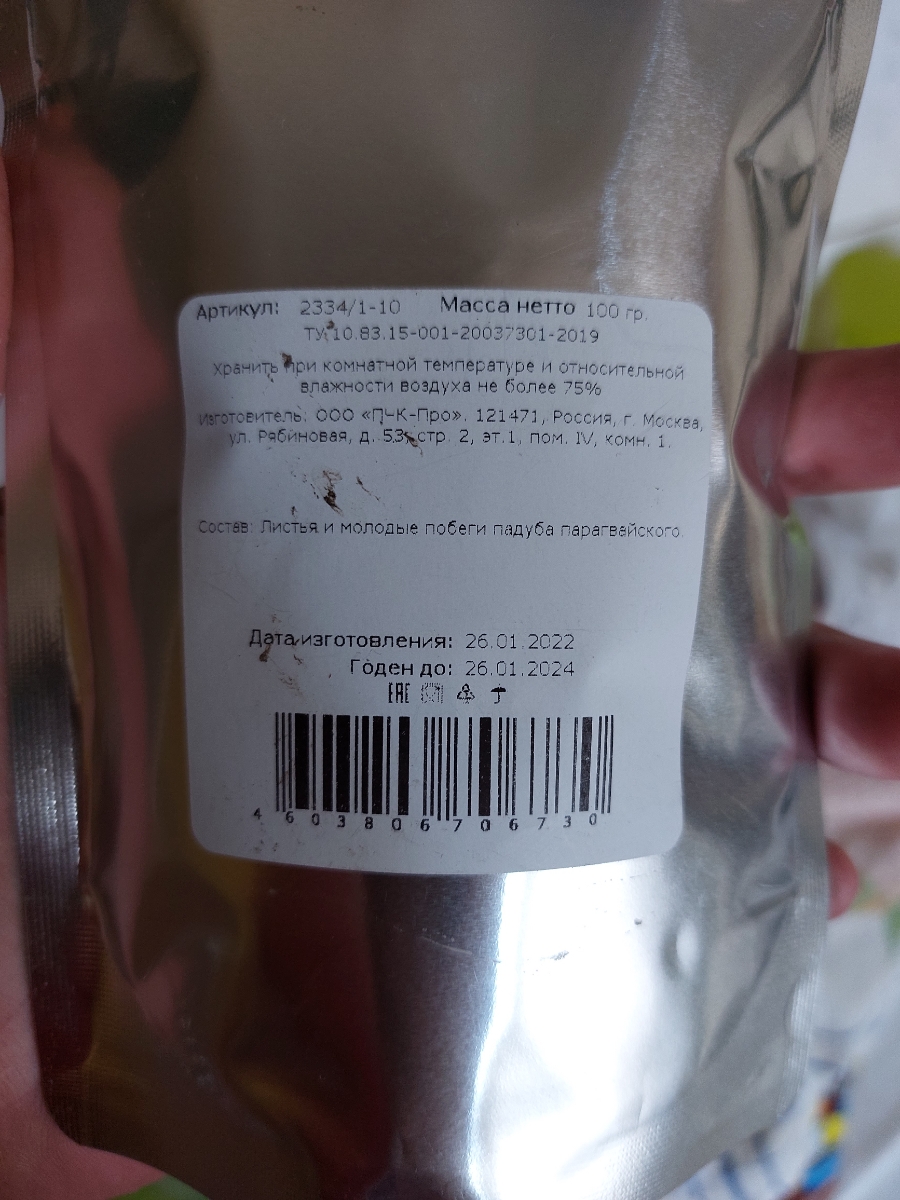 Артикул: 2334/1-10 Масса нетто 100 гр.
ТУ 10.83.15-001-20037301-2019
хранить при комнатной температуре и относительной
влажности воздуха не более 75%
Изготовитель: ООО «ПЧК-Про». 121471, Россия, г. Москва,
ул. Рябиновая, д. 53, стр. 2, эт.1, пом. IV, комн. 1.
Состав: Листья и молодые побеги падуба парагвайского.
Дата изготовления: 26.01.2022
Годен до: 26.01.2024
EAC
4 603806 706730